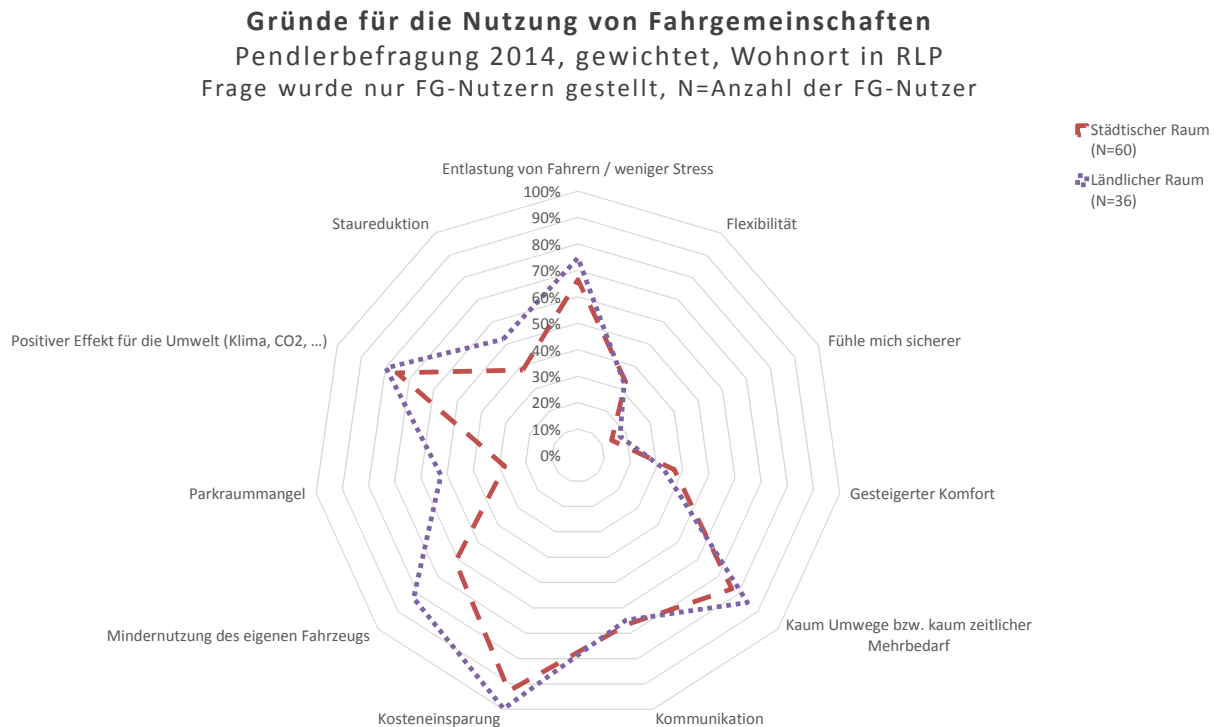 Gründe für die Nutzung von Fahrgemeinschaften
Pendlerbefragung 2014, gewichtet, Wohnort in RLP
Frage wurde nur FG-Nutzern gestellt, N=Anzahl der FG-Nutzer
Städtischer Raum
(N=60)
Ländlicher Raum
(N=36)
Entlastung von Fahrern / weniger Stress
Flexibilität
Fühle mich sicherer
Gesteigerter Komfort
Kaum Umwege bzw. kaum zeitlicher
Mehrbedarf
Kommunikation
Kosteneinsparung
Mindernutzung des eigenen Fahrzeugs
Parkraummangel
Positiver Effekt für die Umwelt (Klima, CO2, ...)
Staureduktion
100%
90%
80%
70%
60%
50%
40%
30%
20%
10%
0%